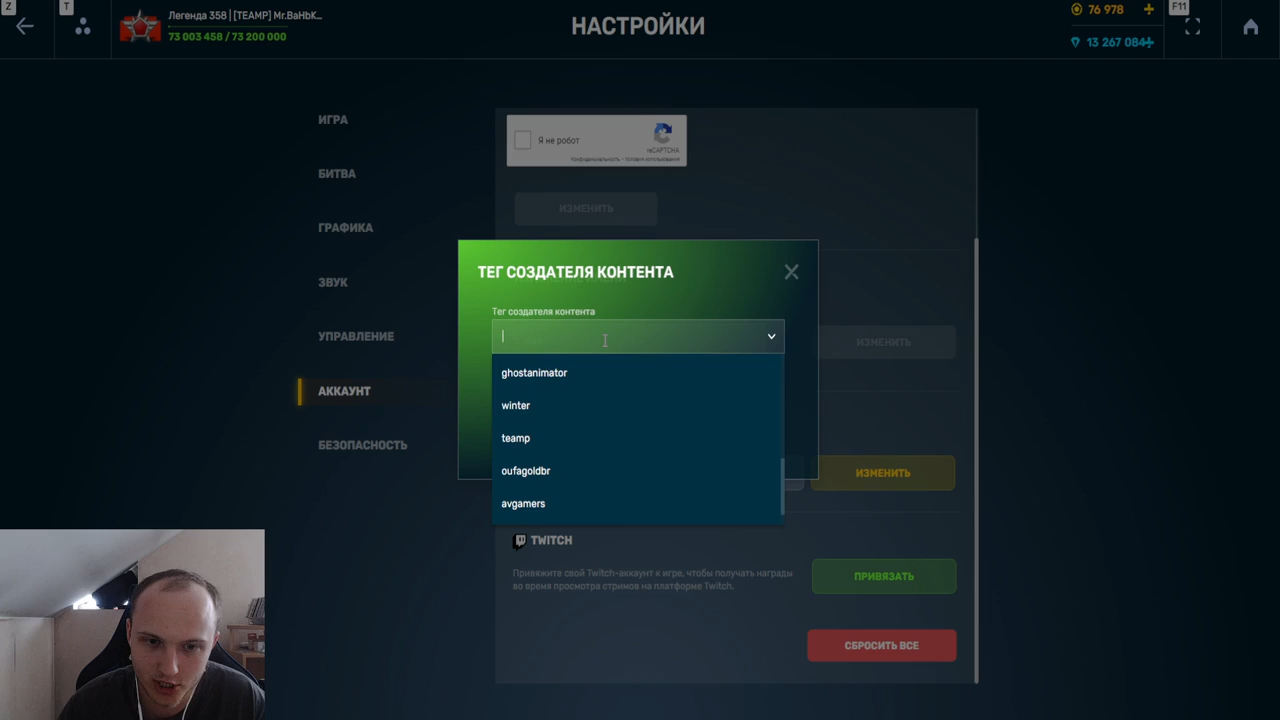 Z
T
Легенда 358 | [TEAMP] Mr.BaHbK...
73 003 458 / 73 200 000
НАСТРОЙКИ
76 978
13 267 084
F11
ИГРА
БИТВА
ГРАФИКА
ЗВУК
УПРАВЛЕНИЕ
АККАУНТ
БЕЗОПАСНОСТЬ
Я не робот
reCAPTCHA
Конфиденциальность - Условия использования
ИЗМЕНИТЬ
ТЕГ СОЗДАТЕЛЯ КОНТЕНТА
Тег создателя контента
ghostanimator
winter
teamp
oufagoldbr
avgamers
ИЗМЕНИТЬ
ИЗМЕНИТЬ
TWITCH
Привяжите свой Twitch-аккаунт к игре, чтобы получать награды
во время просмотра стримов на платформе Twitch.
ПРИВЯЗАТЬ
СБРОСИТЬ ВСЕ